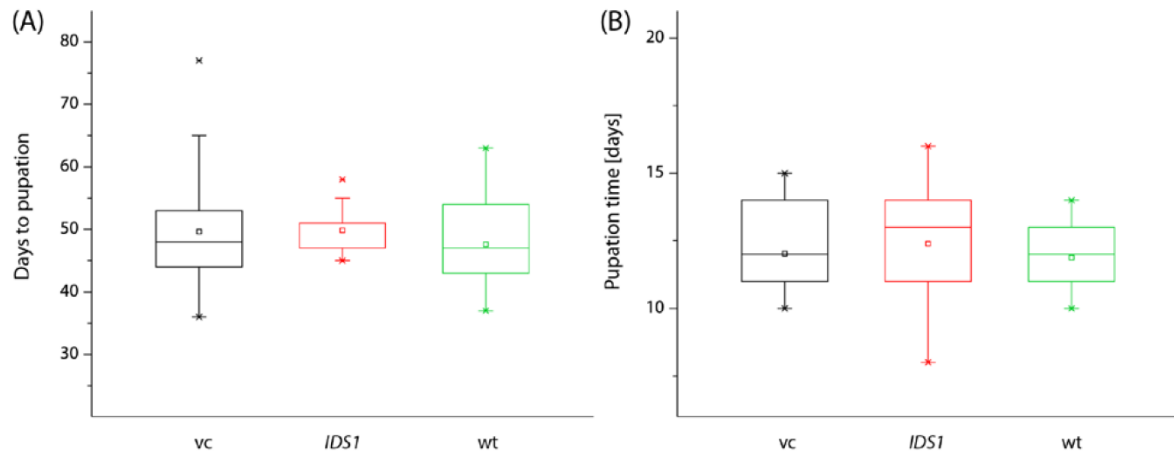 (A)
Days to pupation
80
70
60
50
40
30
vc IDS1 wt
(B)
Pupation time [days]
20
15
10
vc IDS1 wt